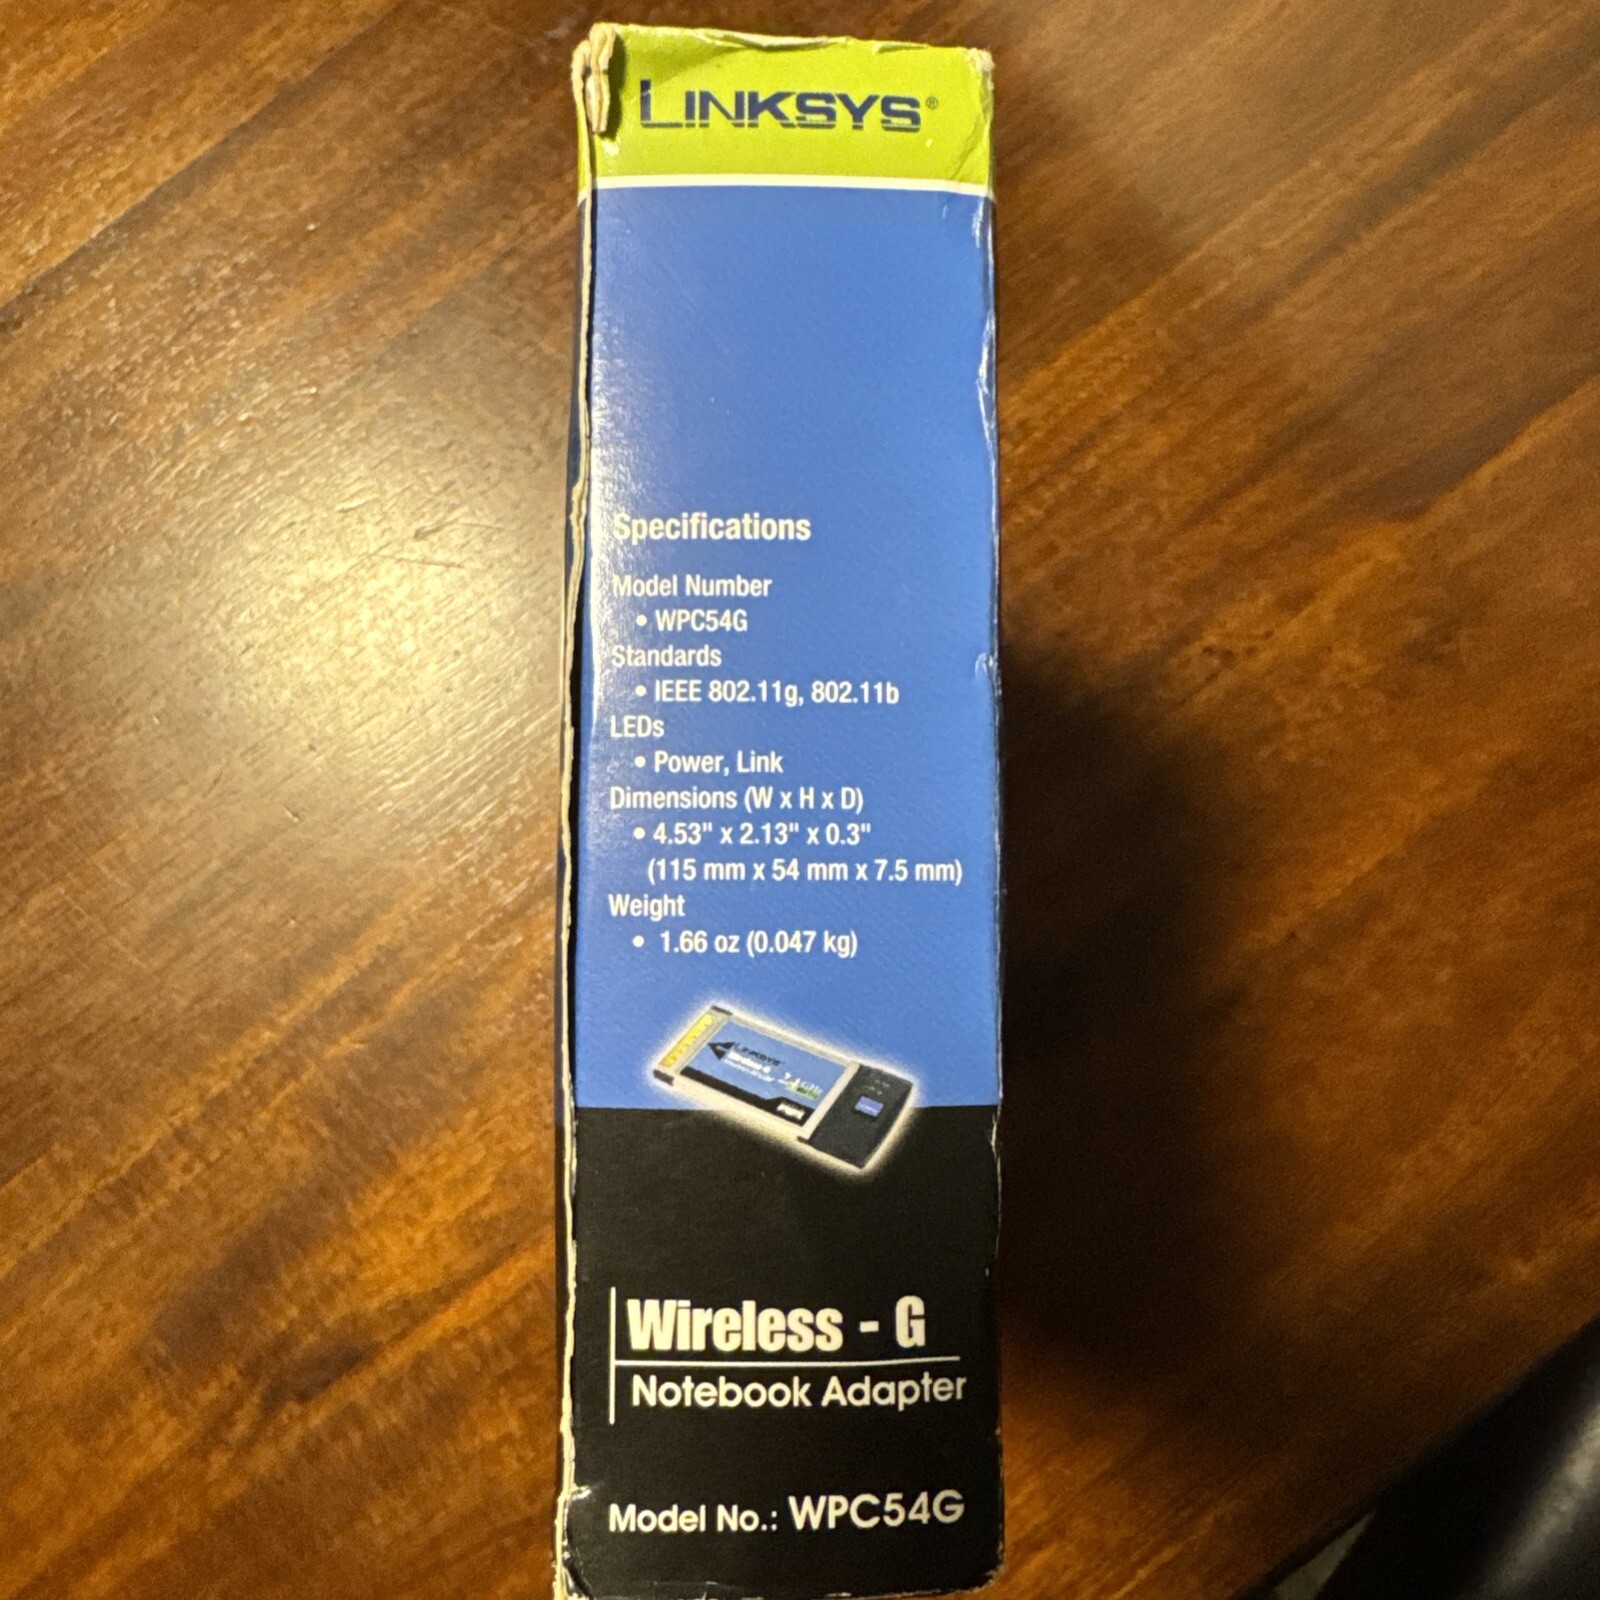 LINKSYS®
Specifications
Model Number
• WPC54G
Standards
• IEEE 802.11g, 802.11b
LEDs
• Power, Link
Dimensions (W x H x D)
• 4.53" x 2.13" x 0.3"
(115 mm x 54 mm x 7.5 mm)
Weight
• 1.66 oz (0.047 kg)
LINKSYS
Wireless - G
Notebook Adapter
Model No.: WPC54G